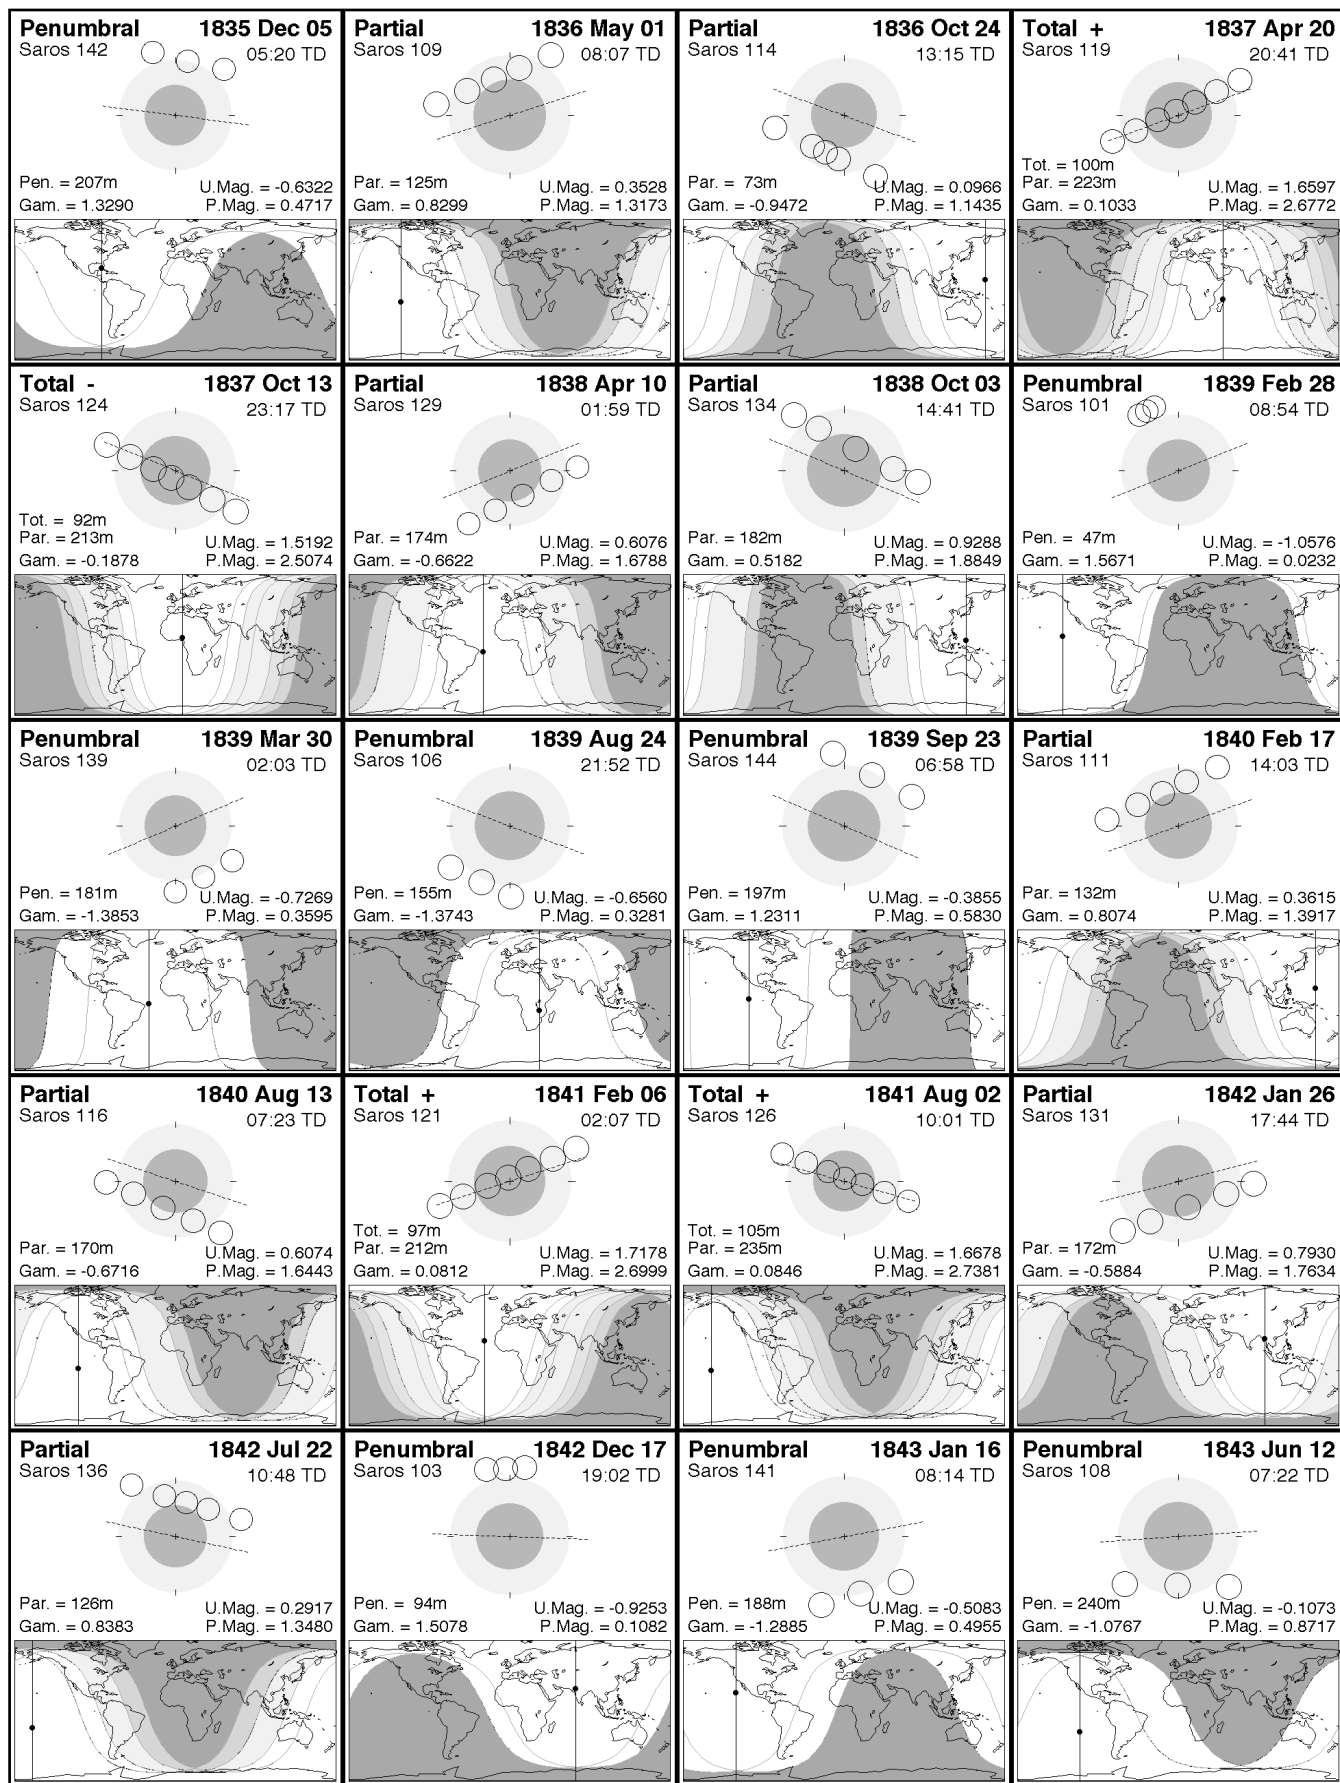 Penumbral 1835 Dec 05
Saros 142 05:20 TD
Pen. = 207m U.Mag. = -0.6322
Gam. = 1.3290 P.Mag. = 0.4717
Partial 1836 May 01
Saros 109 08:07 TD
Par. = 125m U.Mag. = 0.3528
Gam. = 0.8299 P.Mag. = 1.3173
Partial 1836 Oct 24
Saros 114 13:15 TD
Par. = 73m U.Mag. = 0.0966
Gam. = -0.9472 P.Mag. = 1.1435
Total + 1837 Apr 20
Saros 119 20:41 TD
Tot. = 100m
Par. = 223m U.Mag. = 1.6597
Gam. = 0.1033 P.Mag. = 2.6772
Total - 1837 Oct 13
Saros 124 23:17 TD
Tot. = 92m
Par. = 213m U.Mag. = 1.5192
Gam. = -0.1878 P.Mag. = 2.5074
Partial 1838 Apr 10
Saros 129 01:59 TD
Par. = 174m U.Mag. = 0.6076
Gam. = -0.6622 P.Mag. = 1.6788
Partial 1838 Oct 03
Saros 134 14:41 TD
Par. = 182m U.Mag. = 0.9288
Gam. = 0.5182 P.Mag. = 1.8849
Penumbral 1839 Feb 28
Saros 101 08:54 TD
Pen. = 47m U.Mag. = -1.0576
Gam. = 1.5671 P.Mag. = 0.0232
Penumbral 1839 Mar 30
Saros 139 02:03 TD
Pen. = 181m U.Mag. = -0.7269
Gam. = -1.3853 P.Mag. = 0.3595
Penumbral 1839 Aug 24
Saros 106 21:52 TD
Pen. = 155m U.Mag. = -0.6560
Gam. = -1.3743 P.Mag. = 0.3281
Penumbral 1839 Sep 23
Saros 144 06:58 TD
Pen. = 197m U.Mag. = -0.3855
Gam. = 1.2311 P.Mag. = 0.5830
Partial 1840 Feb 17
Saros 111 14:03 TD
Par. = 132m U.Mag. = 0.3615
Gam. = 0.8074 P.Mag. = 1.3917
Partial 1840 Aug 13
Saros 116 07:23 TD
Par. = 170m U.Mag. = 0.6074
Gam. = -0.6716 P.Mag. = 1.6443
Total + 1841 Feb 06
Saros 121 02:07 TD
Tot. = 97m
Par. = 212m U.Mag. = 1.7178
Gam. = 0.0812 P.Mag. = 2.6999
Total + 1841 Aug 02
Saros 126 10:01 TD
Tot. = 105m
Par. = 235m U.Mag. = 1.6678
Gam. = 0.0846 P.Mag. = 2.7381
Partial 1842 Jan 26
Saros 131 17:44 TD
Par. = 172m U.Mag. = 0.7930
Gam. = -0.5884 P.Mag. = 1.7634
Partial 1842 Jul 22
Saros 136 10:48 TD
Par. = 126m U.Mag. = 0.2917
Gam. = 0.8383 P.Mag. = 1.3480
Penumbral 1842 Dec 17
Saros 103 19:02 TD
Pen. = 94m U.Mag. = -0.9253
Gam. = 1.5078 P.Mag. = 0.1082
Penumbral 1843 Jan 16
Saros 141 08:14 TD
Pen. = 188m U.Mag. = -0.5083
Gam. = -1.2885 P.Mag. = 0.4955
Penumbral 1843 Jun 12
Saros 108 07:22 TD
Pen. = 240m U.Mag. = -0.1073
Gam. = -1.0767 P.Mag. = 0.8717